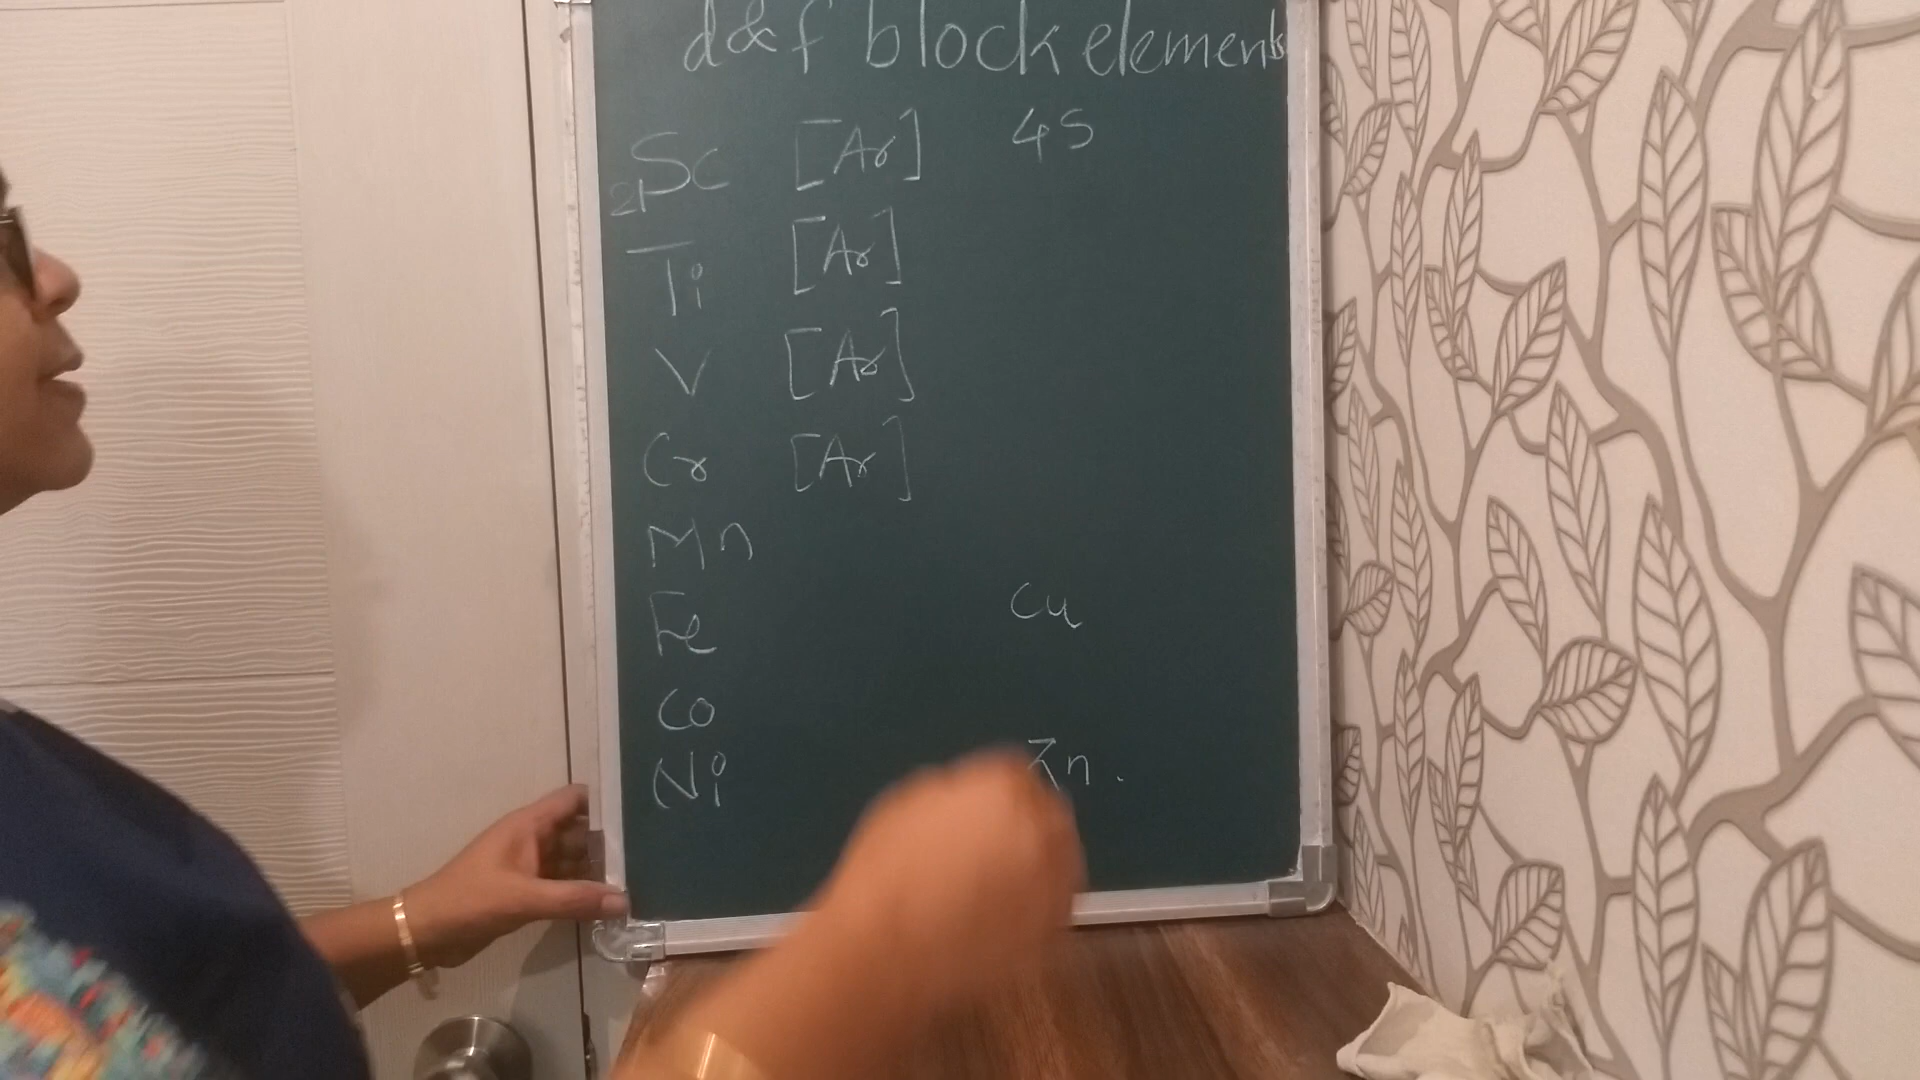 d & f block elements
21Sc [Ar] 4s
Ti [Ar]
V [Ar]
Cr [Ar]
Mn
Fe Cu
Co
Ni Zn.